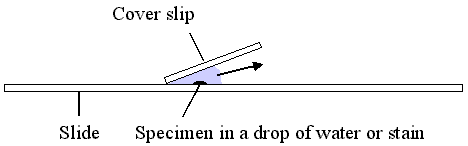 Cover slip
Slide
Specimen in a drop of water or stain